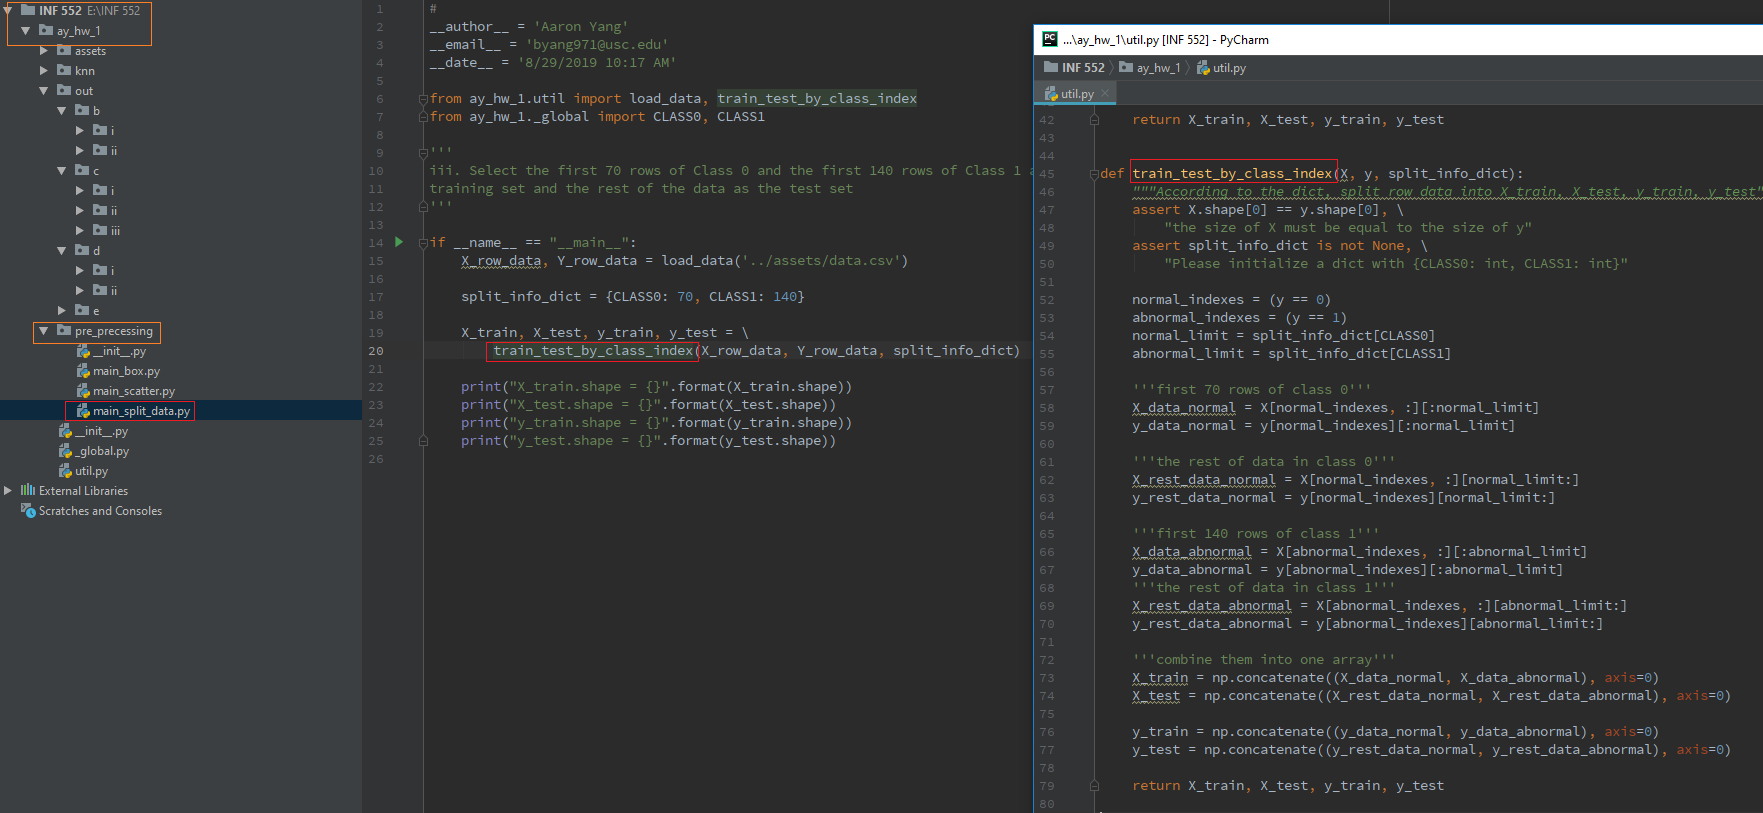 INF 552 E:\INF 552
ay_hw_1
assets
knn
out
b
i
ii
c
i
ii
iii
d
i
ii
e
pre_precessing
__init__.py
main_box.py
main_scatter.py
main_split_data.py
__init__.py
_global.py
util.py
External Libraries
Scratches and Consoles
1 #
2 __author__ = 'Aaron Yang'
3 __email__ = 'byang971@usc.edu'
4 __date__ = '8/29/2019 10:17 AM'
5
6 from ay_hw_1.util import load_data, train_test_by_class_index
7 from ay_hw_1._global import CLASS0, CLASS1
8
9 '''
10 iii. Select the first 70 rows of Class 0 and the first 140 rows of Class 1 a
11 training set and the rest of the data as the test set
12 '''
13
14 if __name__ == "__main__":
15 X_row_data, Y_row_data = load_data('../assets/data.csv')
16
17 split_info_dict = {CLASS0: 70, CLASS1: 140}
18
19 X_train, X_test, y_train, y_test = \
20 train_test_by_class_index(X_row_data, Y_row_data, split_info_dict)
21
22 print("X_train.shape = {}".format(X_train.shape))
23 print("X_test.shape = {}".format(X_test.shape))
24 print("y_train.shape = {}".format(y_train.shape))
25 print("y_test.shape = {}".format(y_test.shape))
26
PC ...\ay_hw_1\util.py [INF 552] - PyCharm
INF 552 ay_hw_1 util.py
util.py
42 return X_train, X_test, y_train, y_test
43
44
45 def train_test_by_class_index(X, y, split_info_dict):
46 """According to the dict, split row data into X_train, X_test, y_train, y_test"
47 assert X.shape[0] == y.shape[0], \
48 "the size of X must be equal to the size of y"
49 assert split_info_dict is not None, \
50 "Please initialize a dict with {CLASS0: int, CLASS1: int}"
51
52 normal_indexes = (y == 0)
53 abnormal_indexes = (y == 1)
54 normal_limit = split_info_dict[CLASS0]
55 abnormal_limit = split_info_dict[CLASS1]
56
57 '''first 70 rows of class 0'''
58 X_data_normal = X[normal_indexes, :][:normal_limit]
59 y_data_normal = y[normal_indexes][:normal_limit]
60
61 '''the rest of data in class 0'''
62 X_rest_data_normal = X[normal_indexes, :][normal_limit:]
63 y_rest_data_normal = y[normal_indexes][normal_limit:]
64
65 '''first 140 rows of class 1'''
66 X_data_abnormal = X[abnormal_indexes, :][:abnormal_limit]
67 y_data_abnormal = y[abnormal_indexes][:abnormal_limit]
68 '''the rest of data in class 1'''
69 X_rest_data_abnormal = X[abnormal_indexes, :][abnormal_limit:]
70 y_rest_data_abnormal = y[abnormal_indexes][abnormal_limit:]
71
72 '''combine them into one array'''
73 X_train = np.concatenate((X_data_normal, X_data_abnormal), axis=0)
74 X_test = np.concatenate((X_rest_data_normal, X_rest_data_abnormal), axis=0)
75
76 y_train = np.concatenate((y_data_normal, y_data_abnormal), axis=0)
77 y_test = np.concatenate((y_rest_data_normal, y_rest_data_abnormal), axis=0)
78
79 return X_train, X_test, y_train, y_test
80